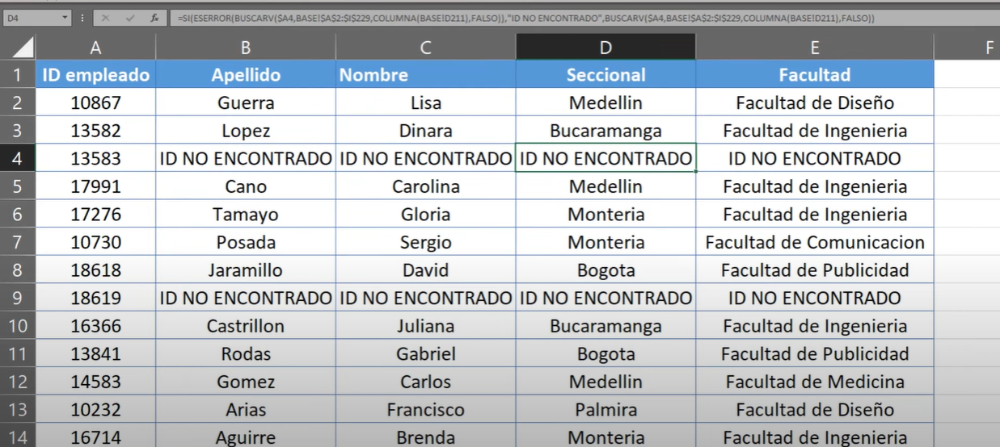 D4 fx =SI(ESERROR(BUSCARV($A4,BASE!$A$2:$I$229,COLUMNA(BASE!D211),FALSO)),"ID NO ENCONTRADO",BUSCARV($A4,BASE!$A$2:$I$229,COLUMNA(BASE!D211),FALSO))
A B C D E F
1 ID empleado Apellido Nombre Seccional Facultad
2 10867 Guerra Lisa Medellin Facultad de Diseño
3 13582 Lopez Dinara Bucaramanga Facultad de Ingenieria
4 13583 ID NO ENCONTRADO ID NO ENCONTRADO ID NO ENCONTRADO ID NO ENCONTRADO
5 17991 Cano Carolina Medellin Facultad de Ingenieria
6 17276 Tamayo Gloria Monteria Facultad de Ingenieria
7 10730 Posada Sergio Monteria Facultad de Comunicacion
8 18618 Jaramillo David Bogota Facultad de Publicidad
9 18619 ID NO ENCONTRADO ID NO ENCONTRADO ID NO ENCONTRADO ID NO ENCONTRADO
10 16366 Castrillon Juliana Bucaramanga Facultad de Ingenieria
11 13841 Rodas Gabriel Bogota Facultad de Publicidad
12 14583 Gomez Carlos Medellin Facultad de Medicina
13 10232 Arias Francisco Palmira Facultad de Diseño
14 16714 Aguirre Brenda Monteria Facultad de Ingenieria